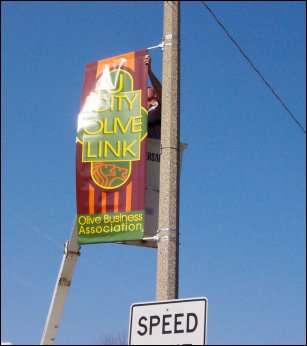 U
CITY
OLIVE
LINK
Olive Business
Association
SPEED